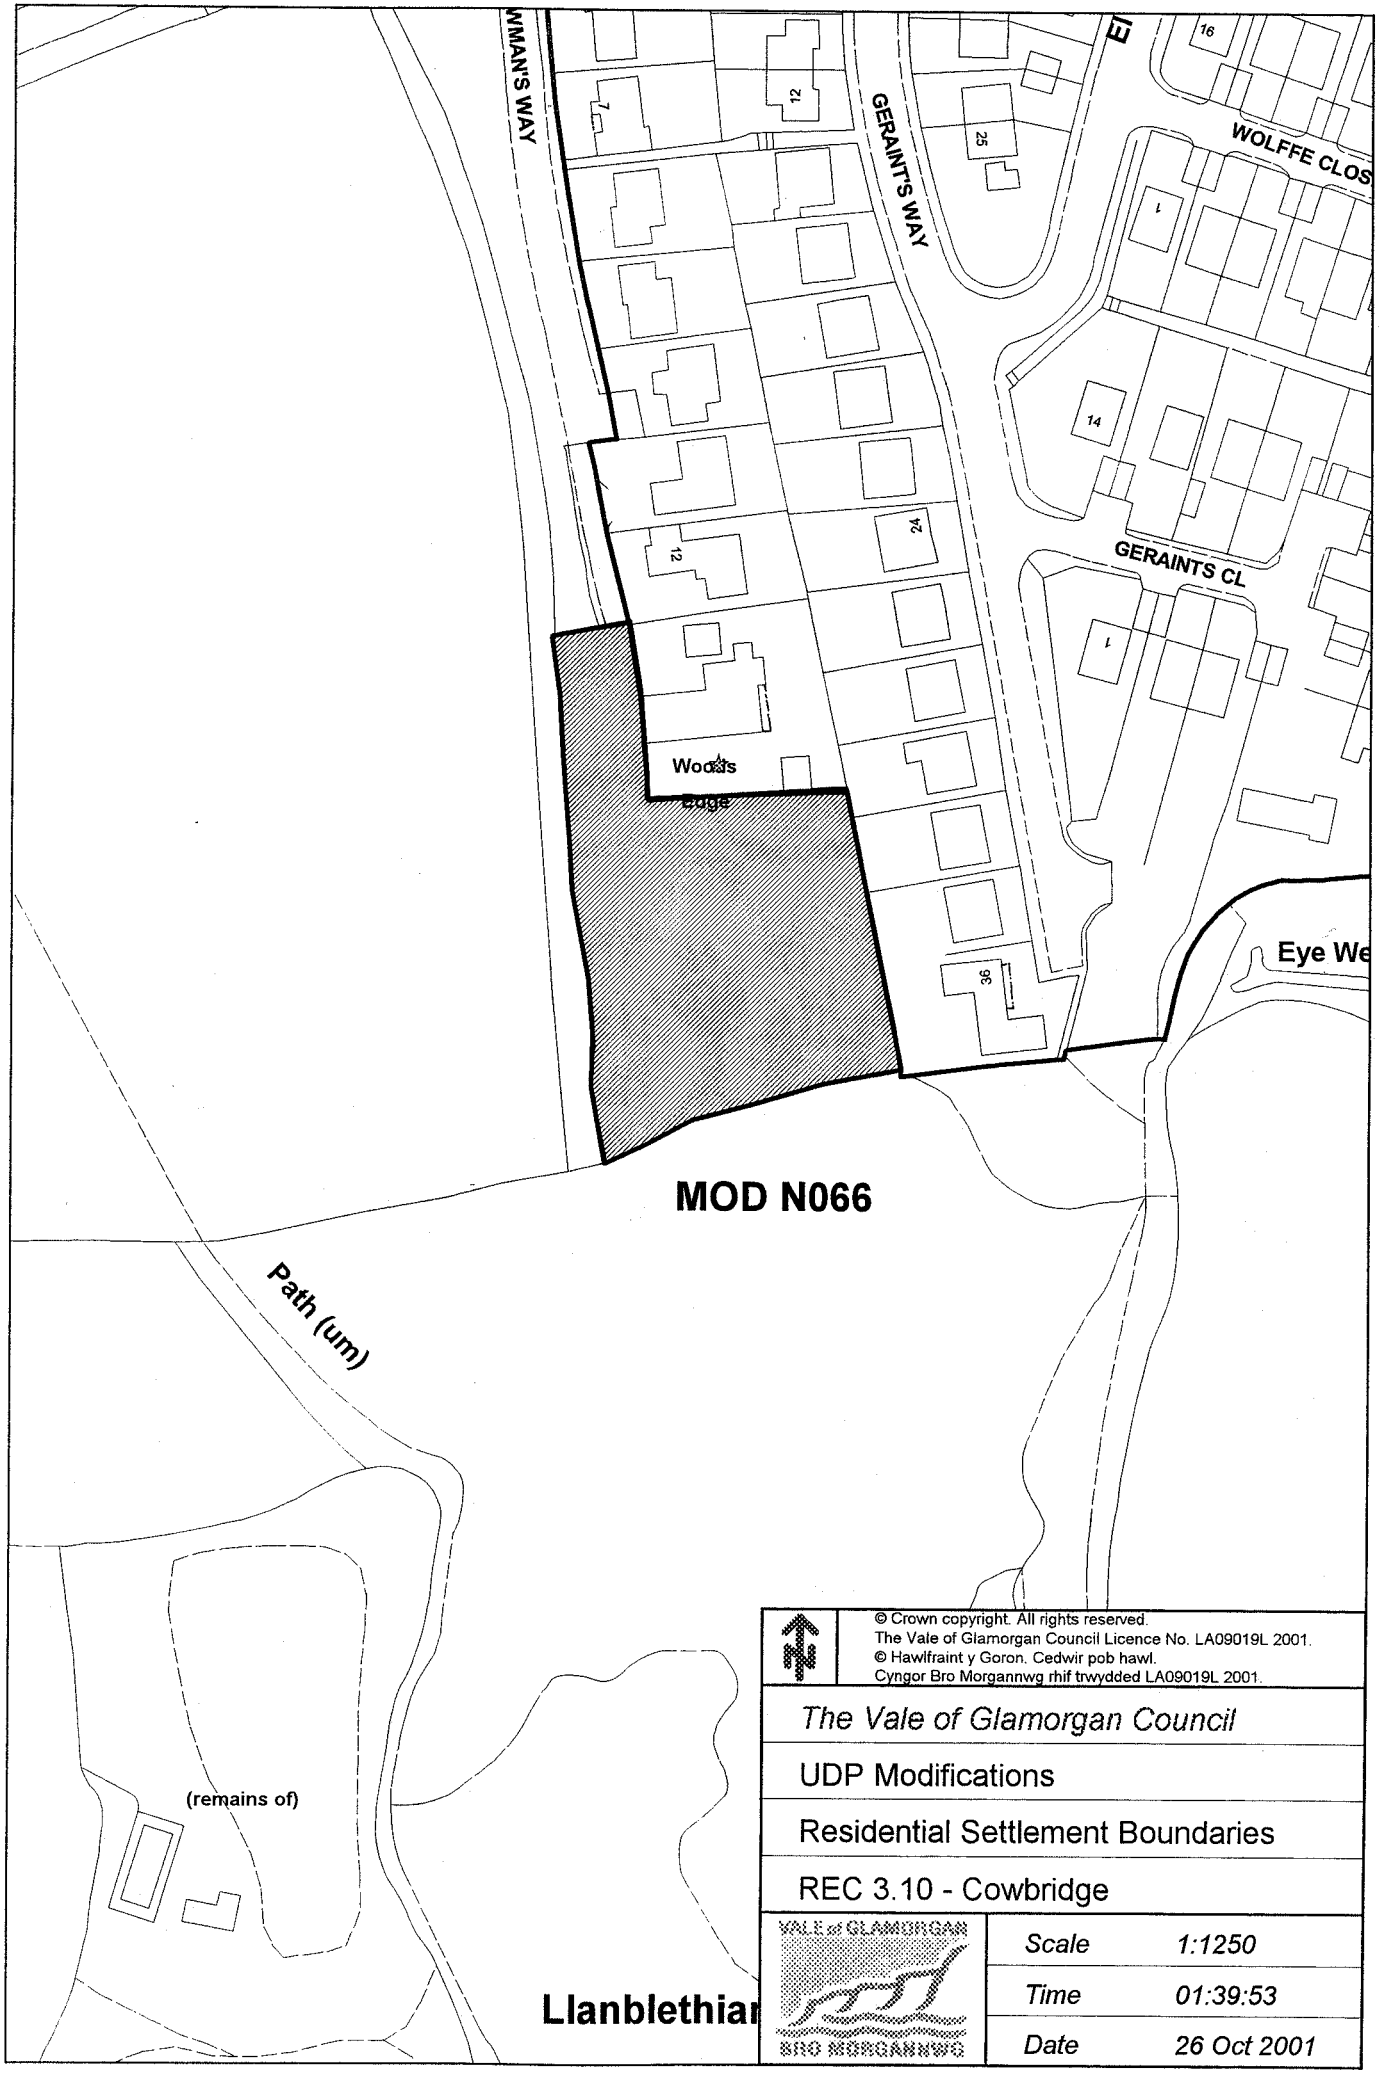 WMAN'S WAY
7
12
GERAINT'S WAY
25
16
WOLFFE CLOS
1
14
24
12
GERAINTS CL
1
Woods
Edge
Eye We
36
MOD N066
Path (um)
(remains of)
Llanblethian
© Crown copyright. All rights reserved.
The Vale of Glamorgan Council Licence No. LA09019L 2001.
© Hawlfraint y Goron. Cedwir pob hawl.
Cyngor Bro Morgannwg rhif trwydded LA09019L 2001.
N
The Vale of Glamorgan Council
UDP Modifications
Residential Settlement Boundaries
REC 3.10 - Cowbridge
VALE of GLAMORGAN
BRO MORGANNWG
Scale 1:1250
Time 01:39:53
Date 26 Oct 2001